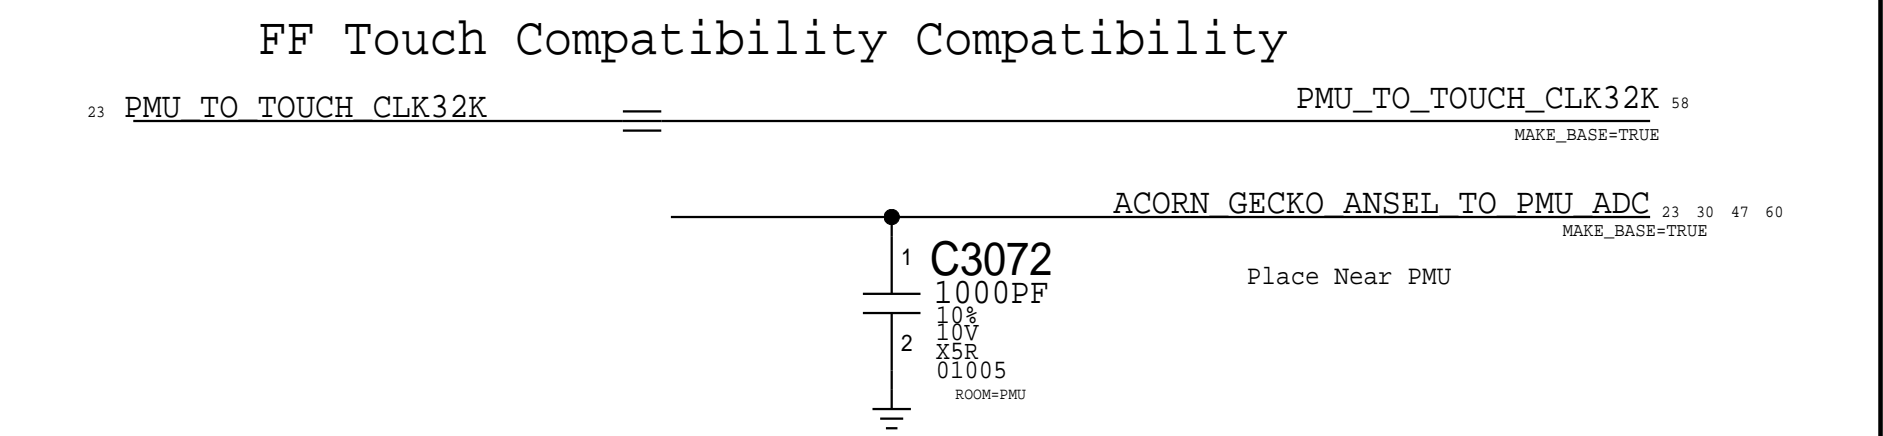 FF Touch Compatibility Compatibility
23 PMU_TO_TOUCH_CLK32K
PMU_TO_TOUCH_CLK32K 58
MAKE_BASE=TRUE
ACORN_GECKO_ANSEL_TO_PMU_ADC 23 30 47 60
MAKE_BASE=TRUE
Place Near PMU
1
C3072
1000PF
10%
10V
2
X5R
01005
ROOM=PMU